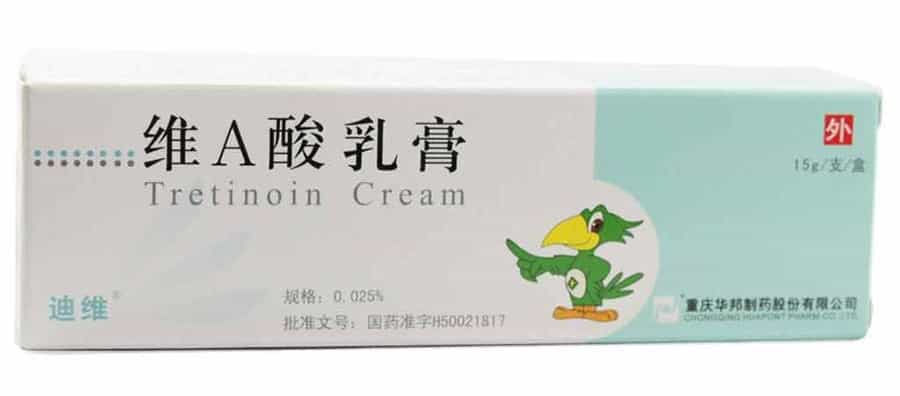 维A酸乳膏
Tretinoin Cream
迪维®
规格：0.025%
批准文号：国药准字H50021817
外
15g/支/盒
重庆华邦制药股份有限公司
CHONGQING HUAPONT PHARM CO.,LTD.